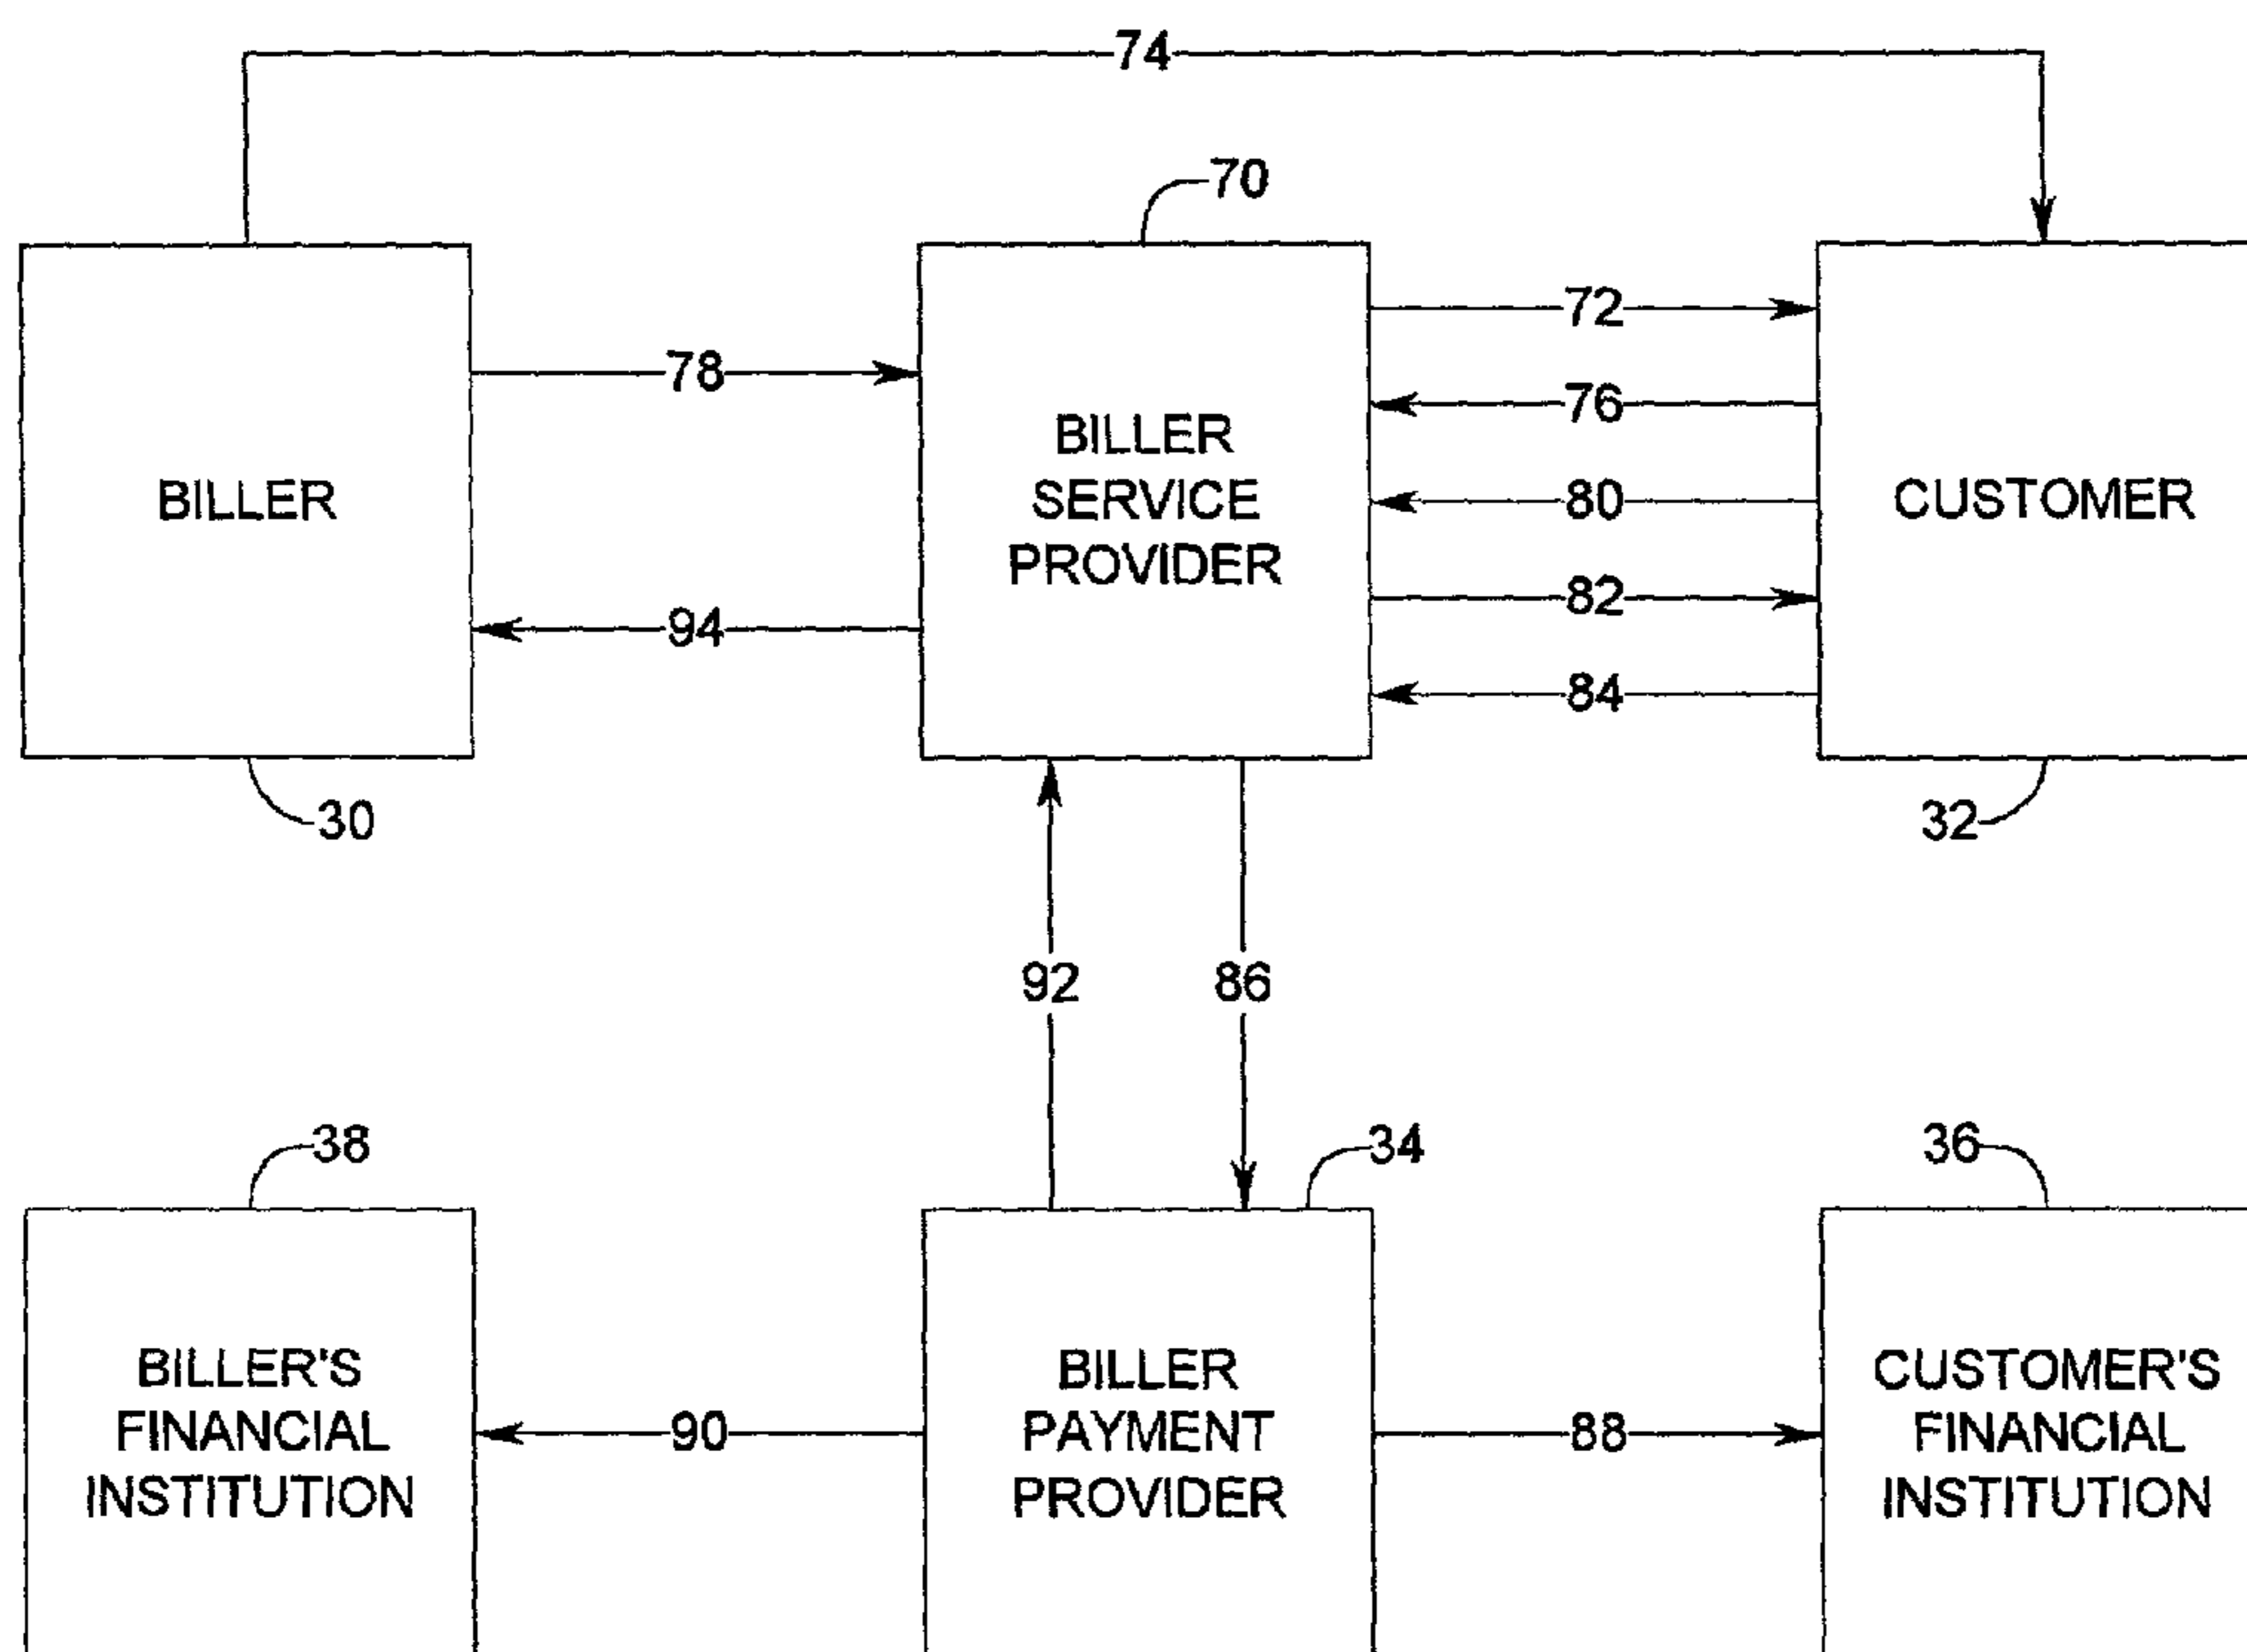 74
70
72
78
76
BILLER
SERVICE
PROVIDER
BILLER
80
CUSTOMER
82
94
84
30
32
92
86
38
34
36
BILLER'S
FINANCIAL
INSTITUTION
90
BILLER
PAYMENT
PROVIDER
88
CUSTOMER'S
FINANCIAL
INSTITUTION